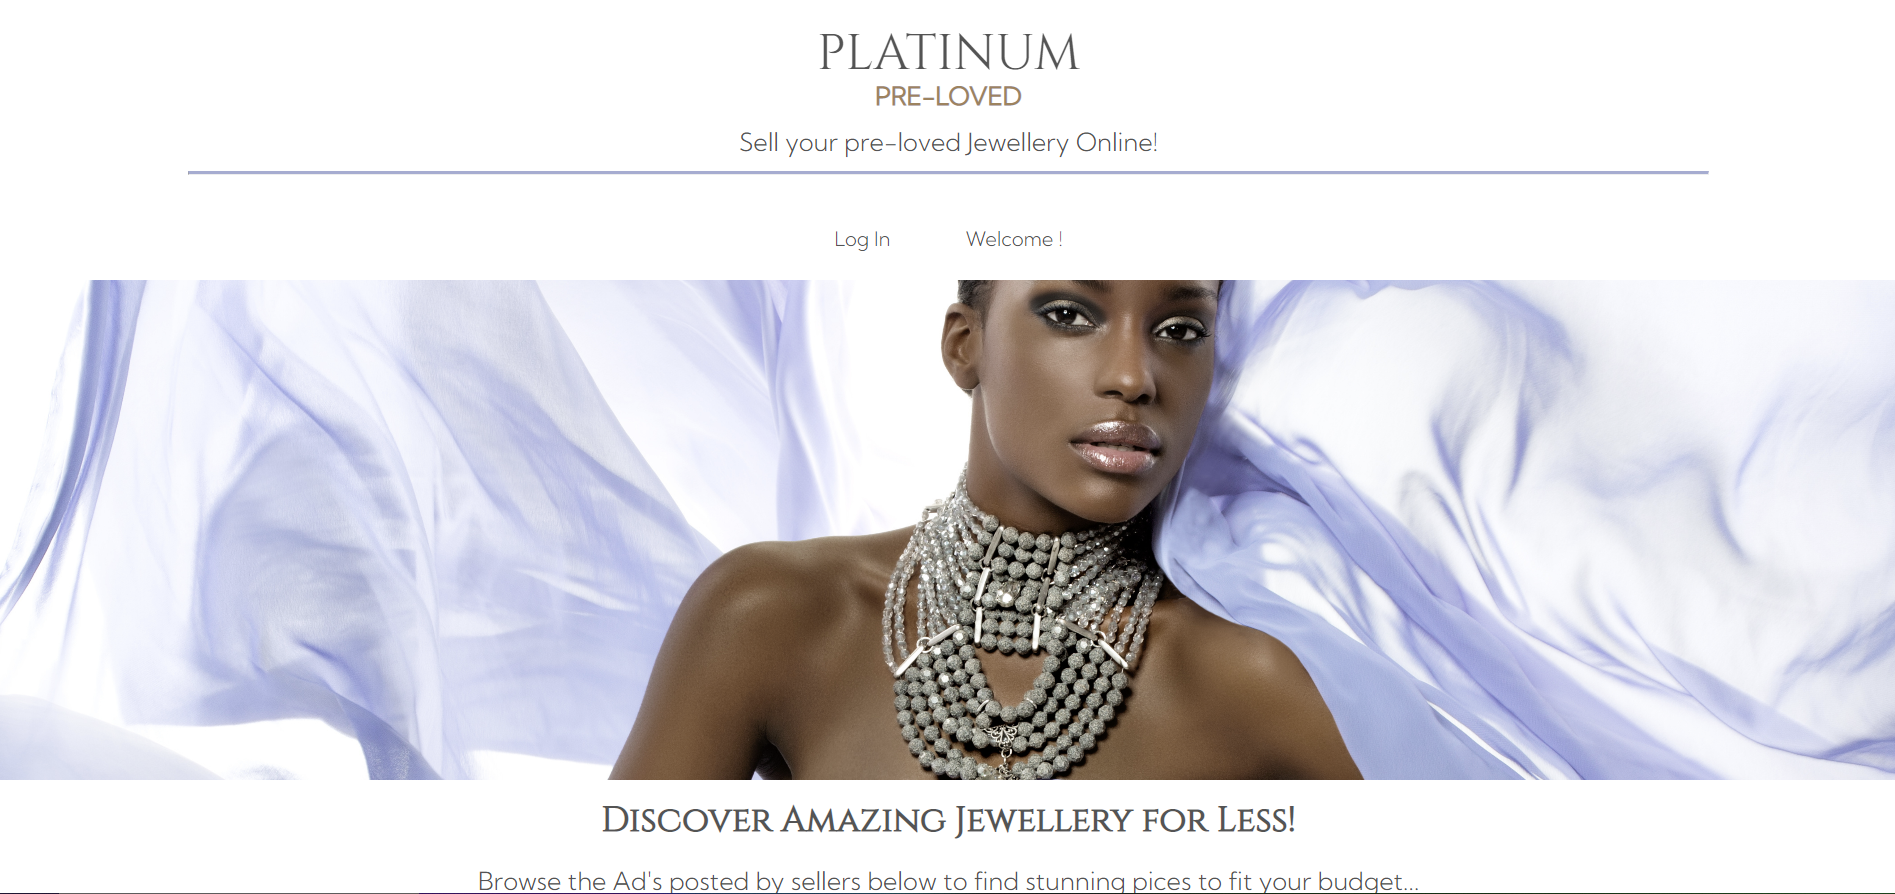 PLATINUM
PRE-LOVED
Sell your pre-loved Jewellery Online!
Log In Welcome !
Discover Amazing Jewellery for Less!
Browse the Ad's posted by sellers below to find stunning pices to fit your budget...